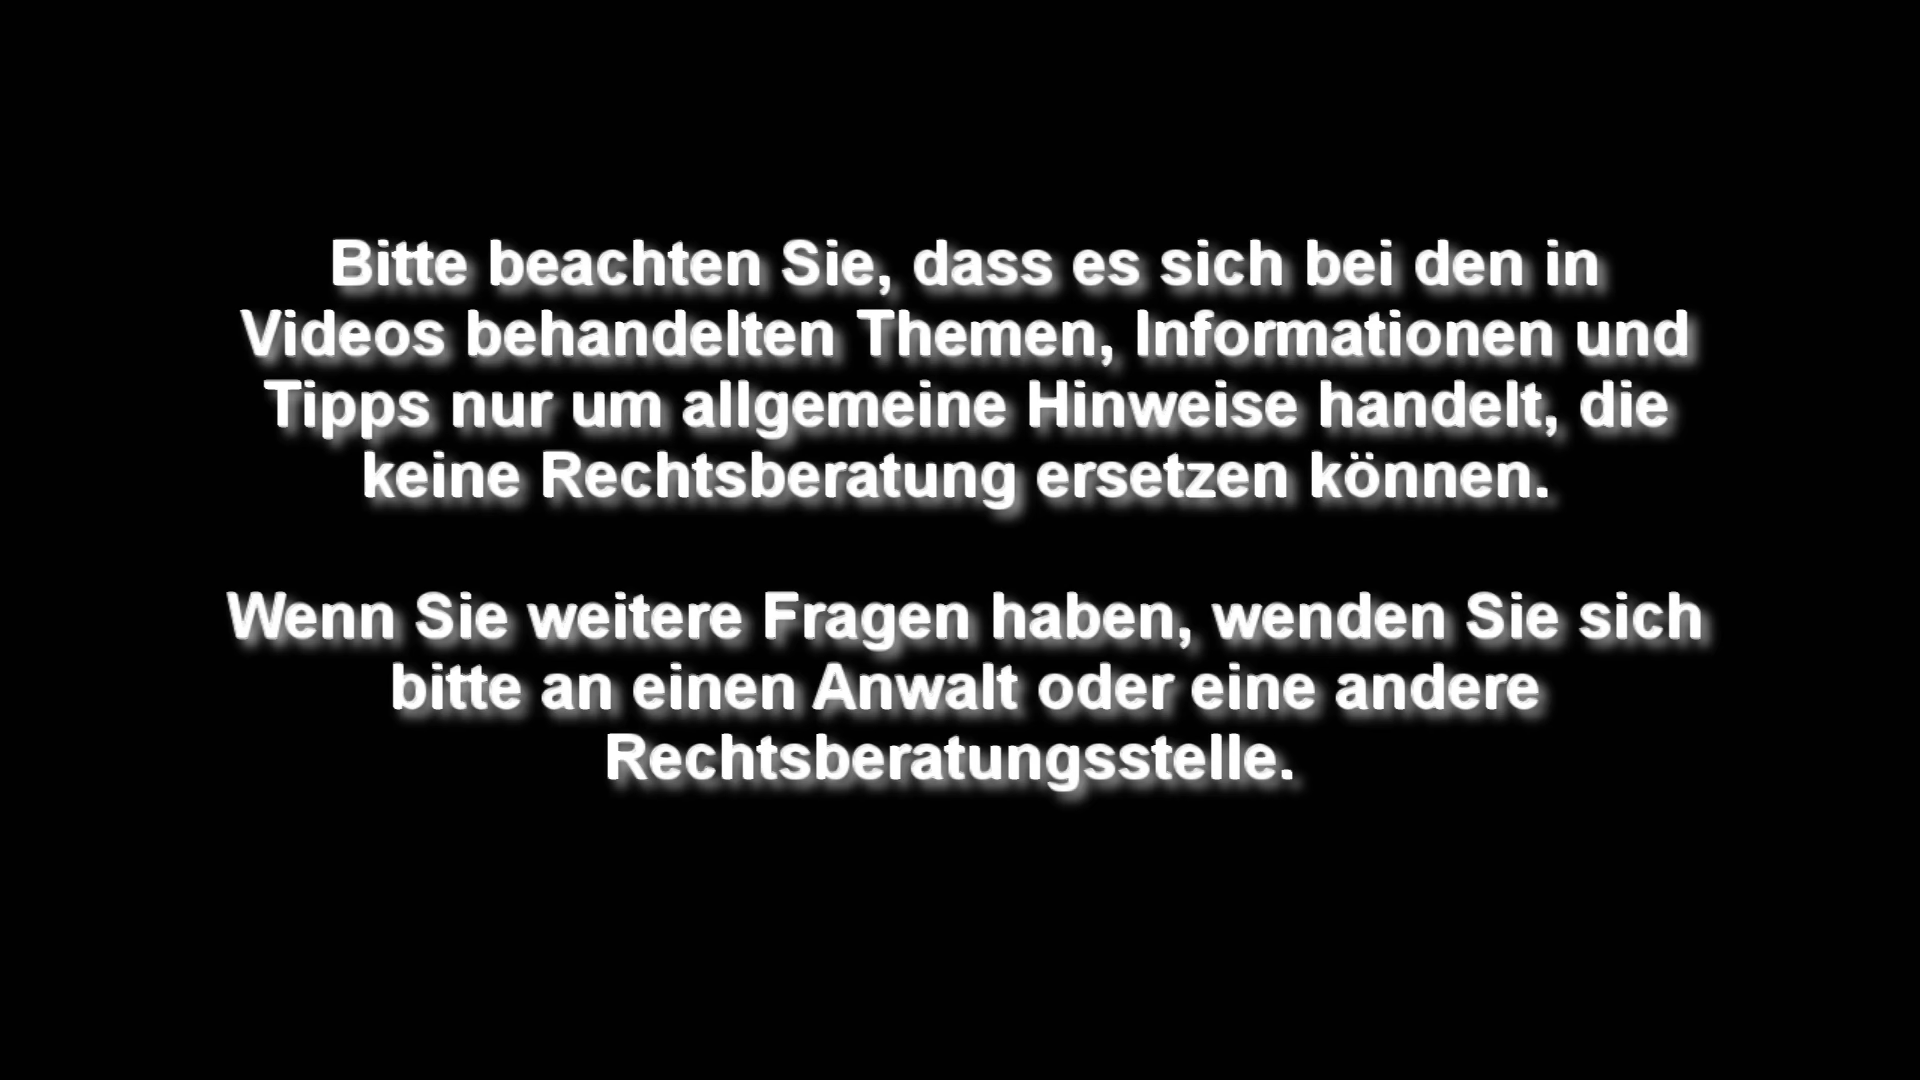 Bitte beachten Sie, dass es sich bei den in
Videos behandelten Themen, Informationen und
Tipps nur um allgemeine Hinweise handelt, die
keine Rechtsberatung ersetzen können.
Wenn Sie weitere Fragen haben, wenden Sie sich
bitte an einen Anwalt oder eine andere
Rechtsberatungsstelle.